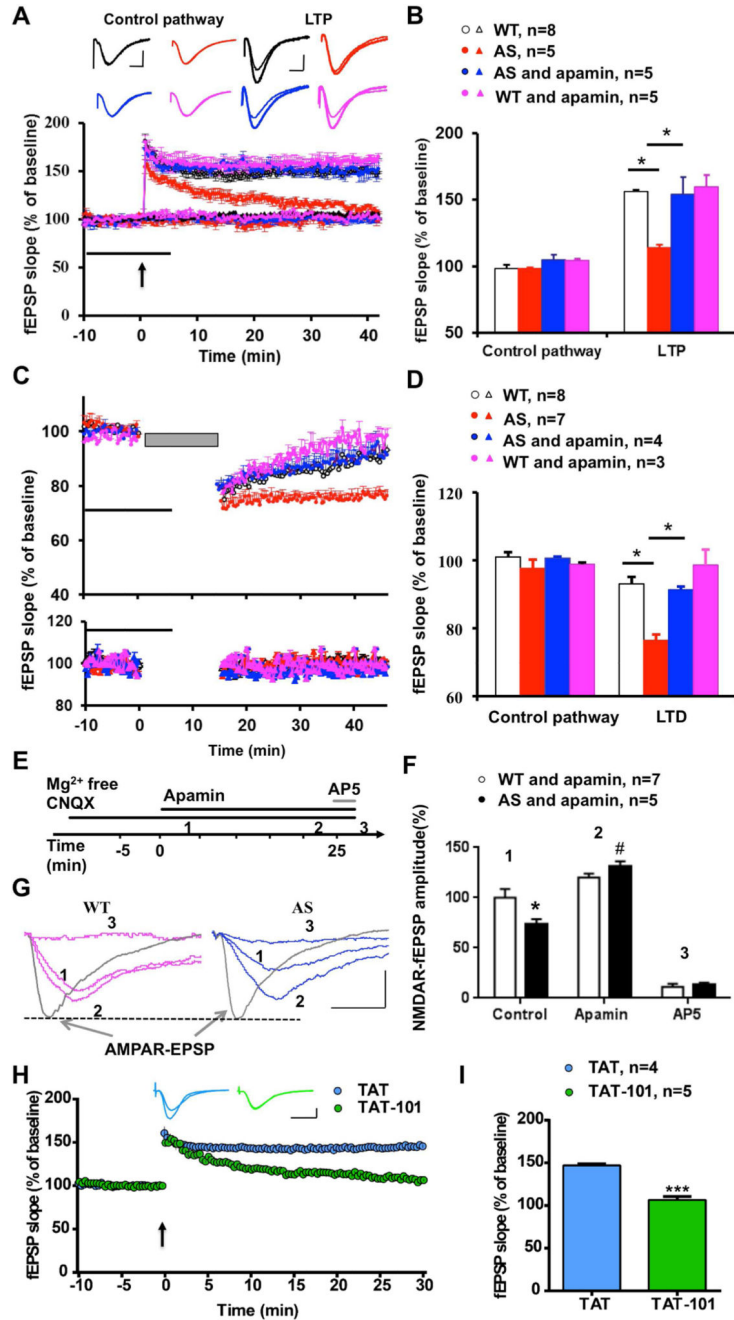 A
Control pathway
LTP
fEPSP slope (% of baseline)
200
150
100
50
0
-10
0
10
20
30
40
Time (min)
B
WT, n=8
AS, n=5
AS and apamin, n=5
WT and apamin, n=5
fEPSP slope (% of baseline)
200
150
100
50
*
*
Control pathway
LTP
C
fEPSP slope (% of baseline)
100
80
60
40
120
100
80
-10
0
10
20
30
40
Time (min)
D
WT, n=8
AS, n=7
AS and apamin, n=4
WT and apamin, n=3
fEPSP slope (% of baseline)
120
100
80
60
*
*
Control pathway
LTD
E
Mg2+ free
CNQX
Apamin
AP5
1
2
3
Time
(min)
-5
0
25
F
WT and apamin, n=7
AS and apamin, n=5
NMDAR-fEPSP amplitude(%)
150
100
50
0
1
*
2
#
3
Control
Apamin
AP5
G
WT
AS
3
3
1
1
2
2
AMPAR-EPSP
H
TAT
TAT-101
fEPSP slope (% of baseline)
200
150
100
50
0
-10
-5
0
5
10
15
20
25
30
Time (min)
I
TAT, n=4
TAT-101, n=5
fEPSP slope (% of baseline)
200
150
100
50
0
***
TAT
TAT-101